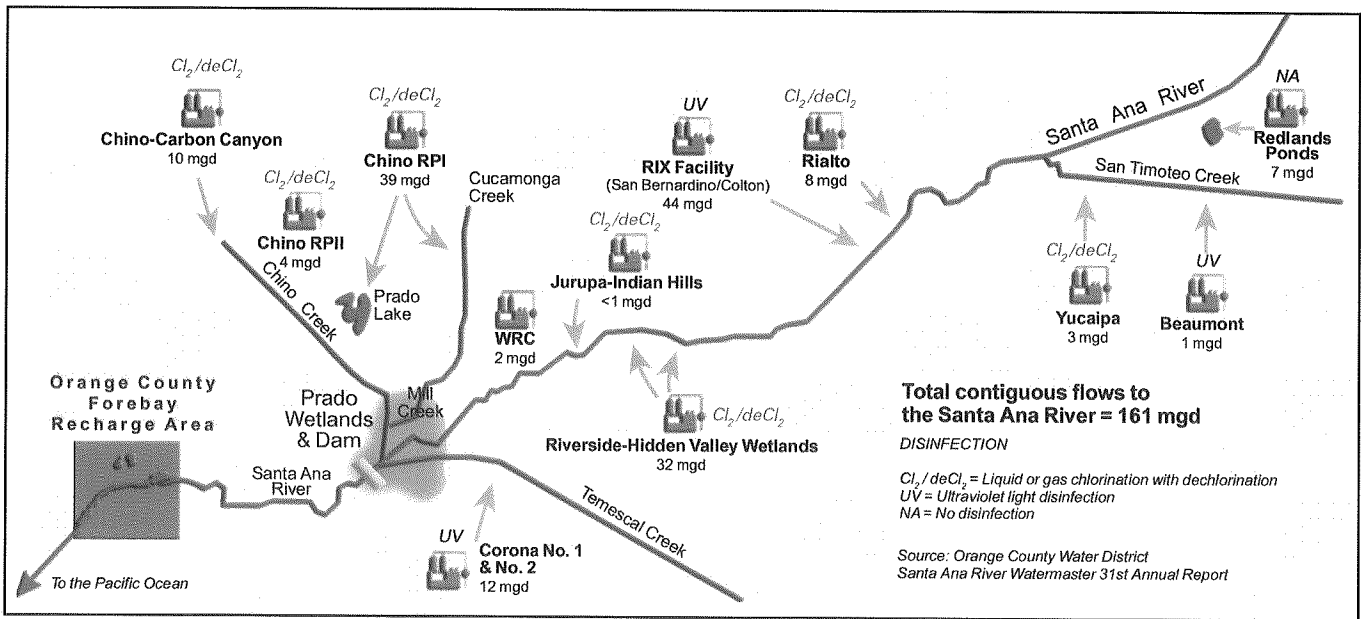 Cl2/deCl2
Chino-Carbon Canyon
10 mgd
Cl2/deCl2
Chino RPI
39 mgd
Cl2/deCl2
Chino RPII
4 mgd
Cucamonga
Creek
Chino Creek
Prado
Lake
UV
RIX Facility
(San Bernardino/Colton)
44 mgd
Cl2/deCl2
Rialto
8 mgd
Santa Ana River
NA
Redlands
Ponds
7 mgd
San Timoteo Creek
Cl2/deCl2
Jurupa-Indian Hills
<1 mgd
WRC
2 mgd
Cl2/deCl2
Yucaipa
3 mgd
UV
Beaumont
1 mgd
Orange County
Forebay
Recharge Area
Prado
Wetlands
& Dam
Mill
Creek
Cl2/deCl2
Riverside-Hidden Valley Wetlands
32 mgd
Santa Ana
River
Temescal Creek
UV
Corona No. 1
& No. 2
12 mgd
To the Pacific Ocean
Total contiguous flows to
the Santa Ana River = 161 mgd
DISINFECTION
Cl2 / deCl2 = Liquid or gas chlorination with dechlorination
UV = Ultraviolet light disinfection
NA = No disinfection
Source: Orange County Water District
Santa Ana River Watermaster 31st Annual Report